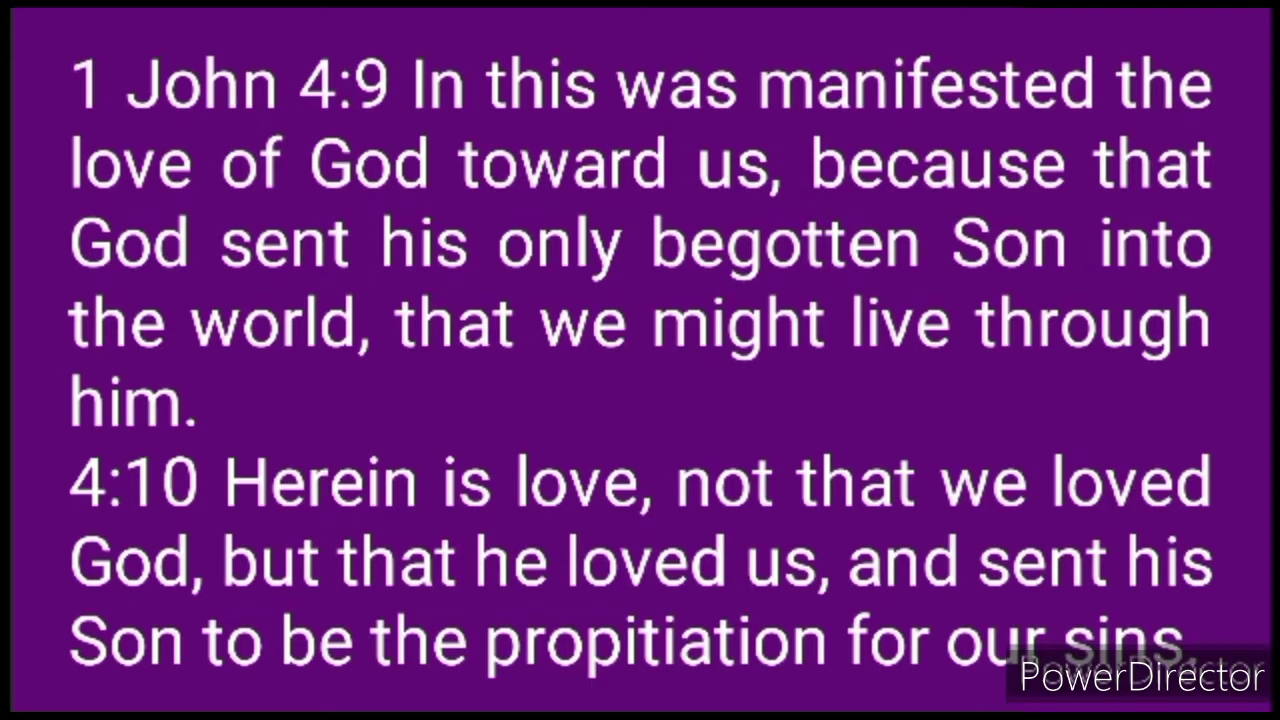 1 John 4:9 In this was manifested the
love of God toward us, because that
God sent his only begotten Son into
the world, that we might live through
him.
4:10 Herein is love, not that we loved
God, but that he loved us, and sent his
Son to be the propitiation for our sins.
PowerDirector